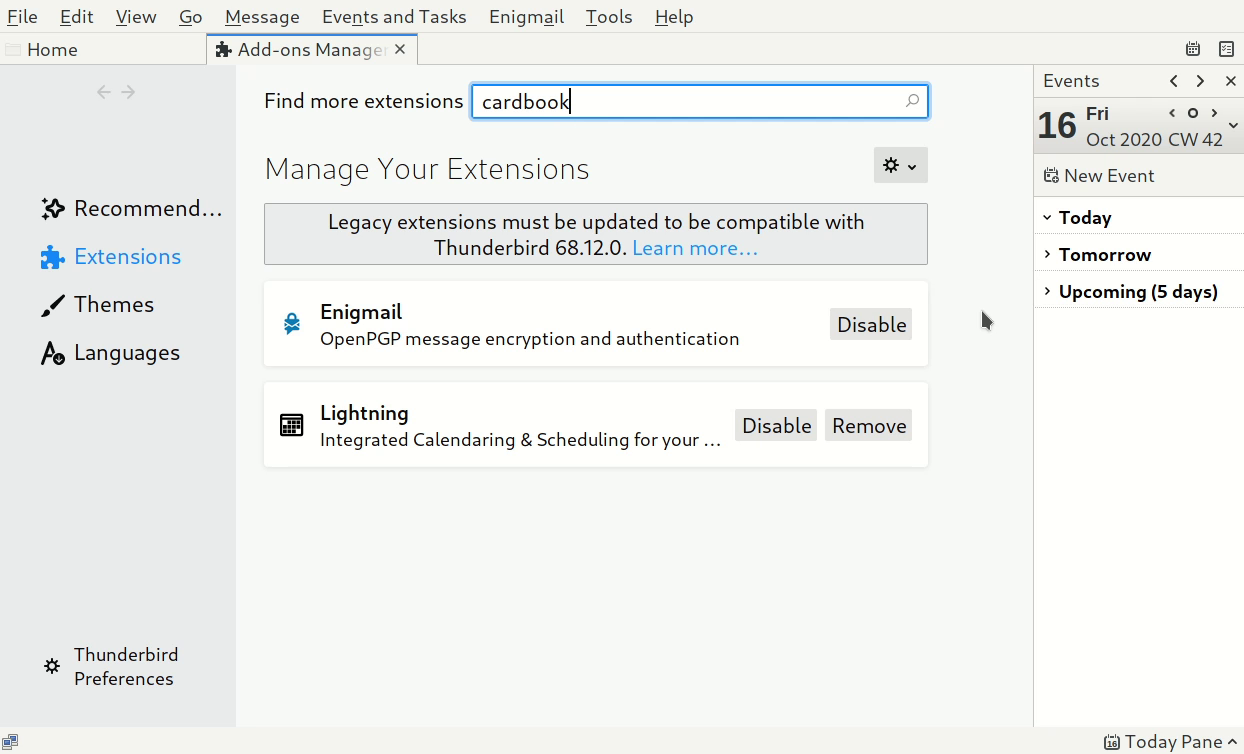 File Edit View Go Message Events and Tasks Enigmail Tools Help
Home
Add-ons Manage
Find more extensions
cardbook
Manage Your Extensions
Legacy extensions must be updated to be compatible with
Thunderbird 68.12.0. Learn more...
Recommend...
Extensions
Themes
Languages
Enigmail
OpenPGP message encryption and authentication
Disable
Lightning
Integrated Calendaring & Scheduling for your ...
Disable
Remove
Thunderbird
Preferences
Events
16
Fri
Oct 2020 CW 42
New Event
Today
Tomorrow
Upcoming (5 days)
16
Today Pane